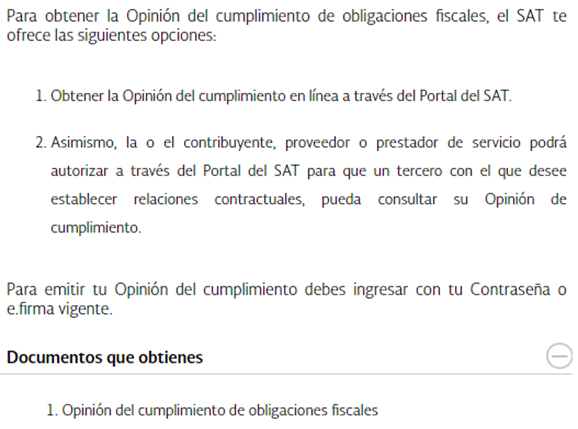 Para obtener la Opinión del cumplimiento de obligaciones fiscales, el SAT te
ofrece las siguientes opciones:
1. Obtener la Opinión del cumplimiento en línea a través del Portal del SAT.
2. Asimismo, la o el contribuyente, proveedor o prestador de servicio podrá
autorizar a través del Portal del SAT para que un tercero con el que desee
establecer relaciones contractuales, pueda consultar su Opinión de
cumplimiento.
Para emitir tu Opinión del cumplimiento debes ingresar con tu Contraseña o
e.firma vigente.
Documentos que obtienes
1. Opinión del cumplimiento de obligaciones fiscales